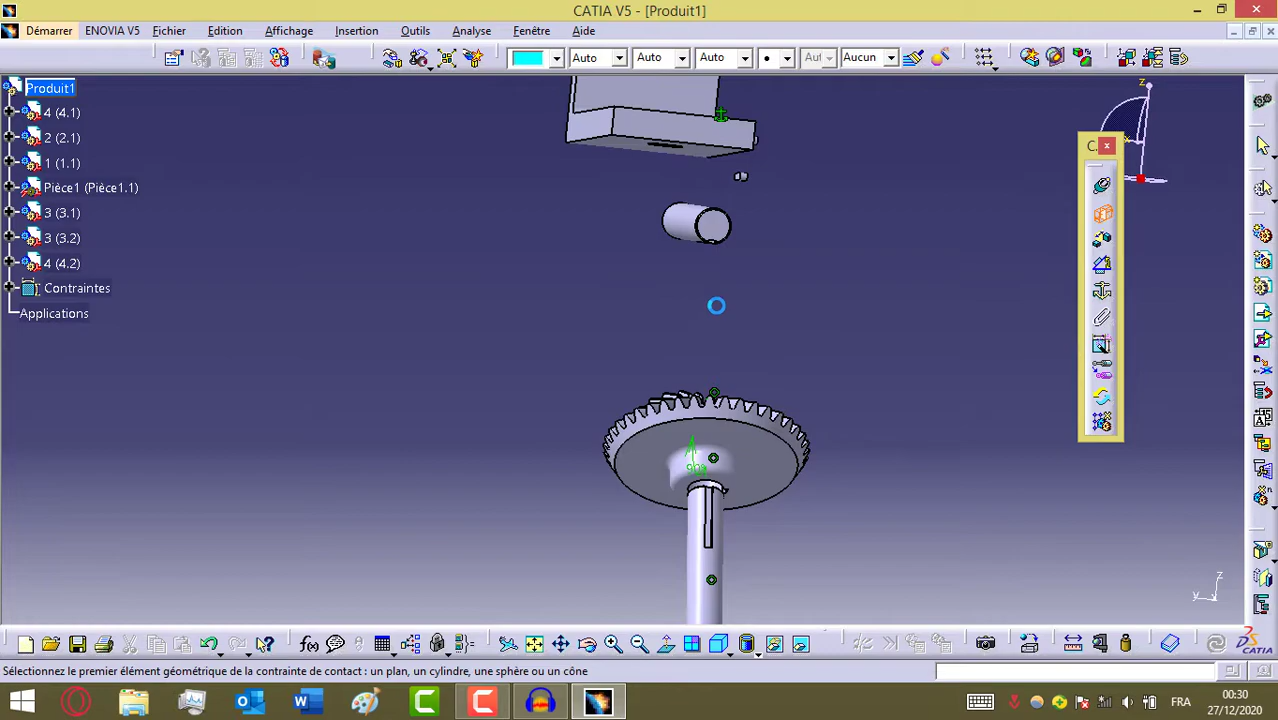 CATIA V5 - [Produit1]
Démarrer ENOVIA V5 Fichier Edition Affichage Insertion Outils Analyse Fenêtre Aide
Auto Auto Auto Aut Aucun
Produit1
4 (4.1)
2 (2.1)
1 (1.1)
Pièce1 (Pièce1.1)
3 (3.1)
3 (3.2)
4 (4.2)
Contraintes
Applications
z
C...
z
y
Sélectionnez le premier élément géométrique de la contrainte de contact : un plan, un cylindre, une sphère ou un cône
CATIA
FRA
00:30
27/12/2020